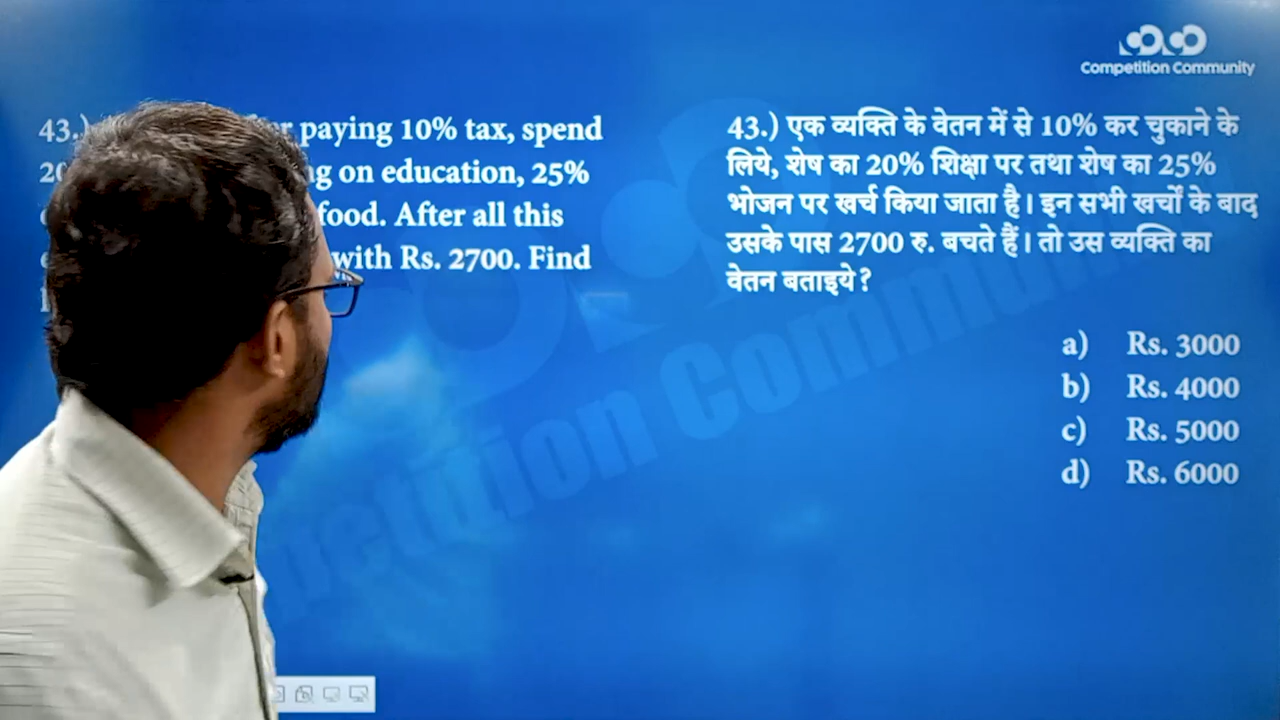 Competition Community
43.)
paying 10% tax, spend
on education, 25%
food. After all this
with Rs. 2700. Find
43.) एक व्यक्ति के वेतन में से 10% कर चुकाने के
लिये, शेष का 20% शिक्षा पर तथा शेष का 25%
भोजन पर खर्च किया जाता है। इन सभी खर्चों के बाद
उसके पास 2700 रु. बचते हैं। तो उस व्यक्ति का
वेतन बताइये?
a) Rs. 3000
b) Rs. 4000
c) Rs. 5000
d) Rs. 6000